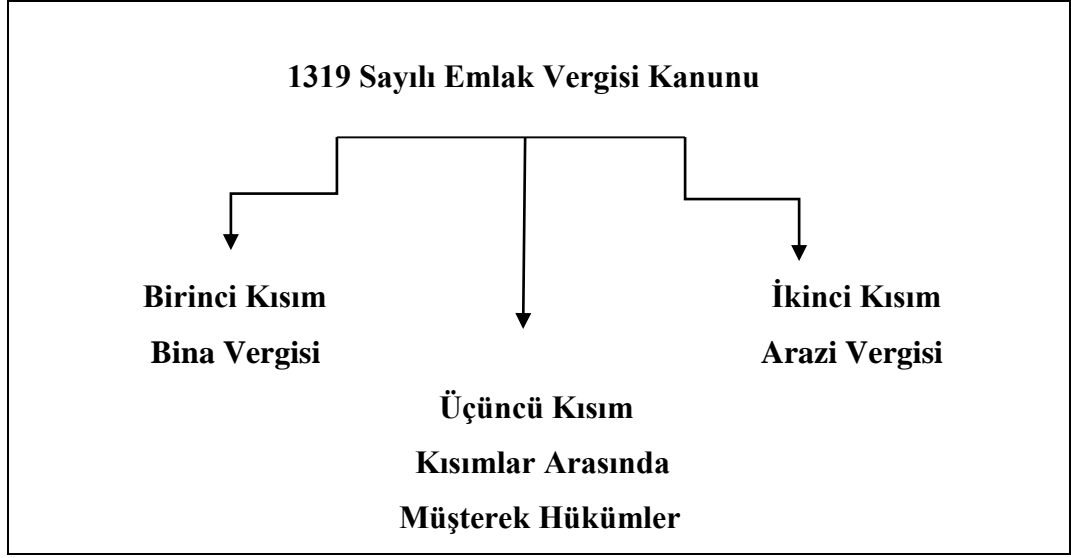 1319 Sayılı Emlak Vergisi Kanunu
Birinci Kısım
Bina Vergisi
İkinci Kısım
Arazi Vergisi
Üçüncü Kısım
Kısımlar Arasında
Müşterek Hükümler